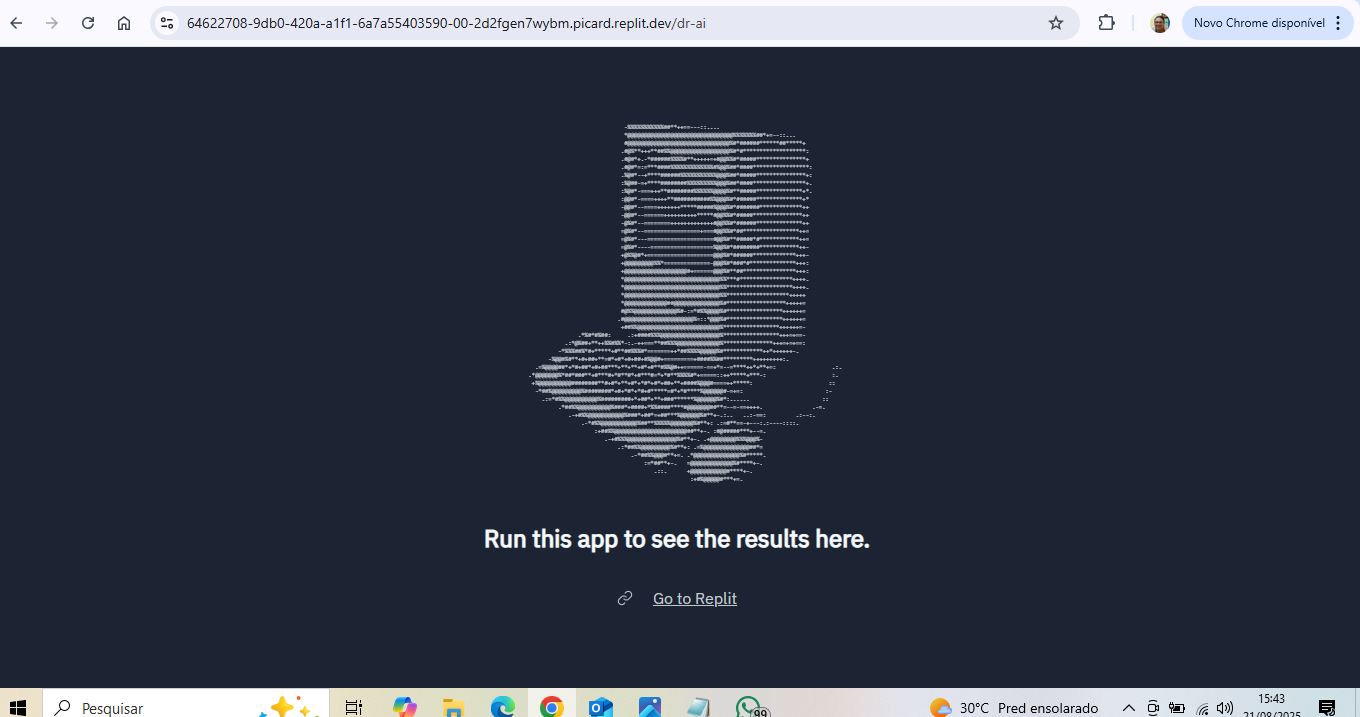 64622708-9db0-420a-a1f1-6a7a55403590-00-2d2fgen7wybm.picard.replit.dev/dr-ai
Novo Chrome disponível
Run this app to see the results here.
Go to Replit
Pesquisar
99
30°C Pred ensolarado
15:43
21/08/2025